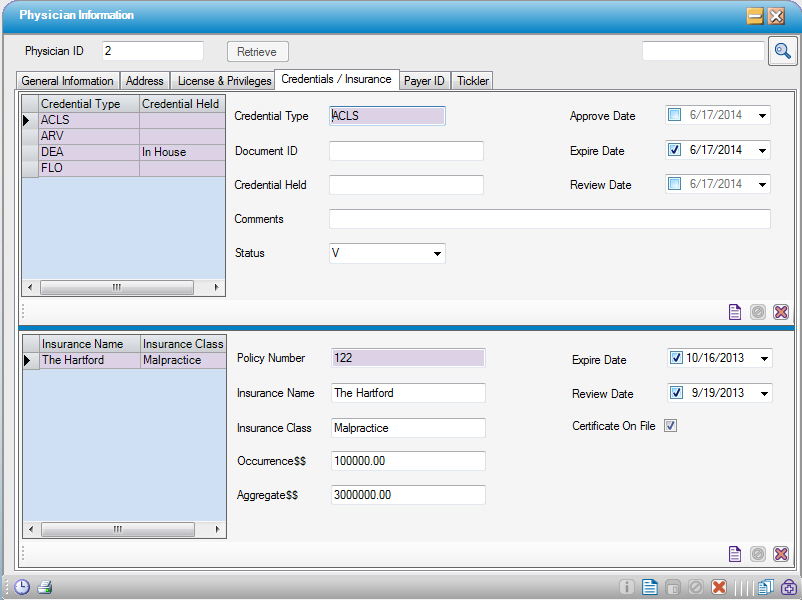 Physician Information
Physician ID 2 Retrieve
General Information Address License & Privileges Credentials / Insurance Payer ID Tickler
Credential Type Credential Held
ACLS
ARV
DEA In House
FLO
Credential Type ACLS Approve Date 6/17/2014
Document ID Expire Date 6/17/2014
Credential Held Review Date 6/17/2014
Comments
Status V
Insurance Name Insurance Class
The Hartford Malpractice
Policy Number 122 Expire Date 10/16/2013
Insurance Name The Hartford Review Date 9/19/2013
Insurance Class Malpractice Certificate On File
Occurrence$$ 100000.00
Aggregate$$ 3000000.00